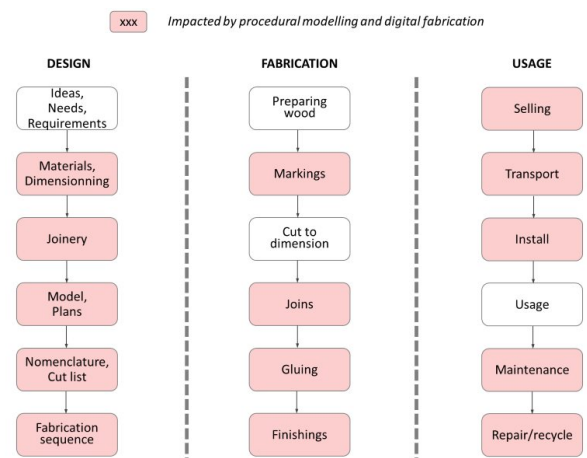 xxx
Impacted by procedural modelling and digital fabrication
DESIGN
Ideas,
Needs,
Requirements
Materials,
Dimensionning
Joinery
Model,
Plans
Nomenclature,
Cut list
Fabrication
sequence
FABRICATION
Preparing
wood
Markings
Cut to
dimension
Joins
Gluing
Finishings
USAGE
Selling
Transport
Install
Usage
Maintenance
Repair/recycle